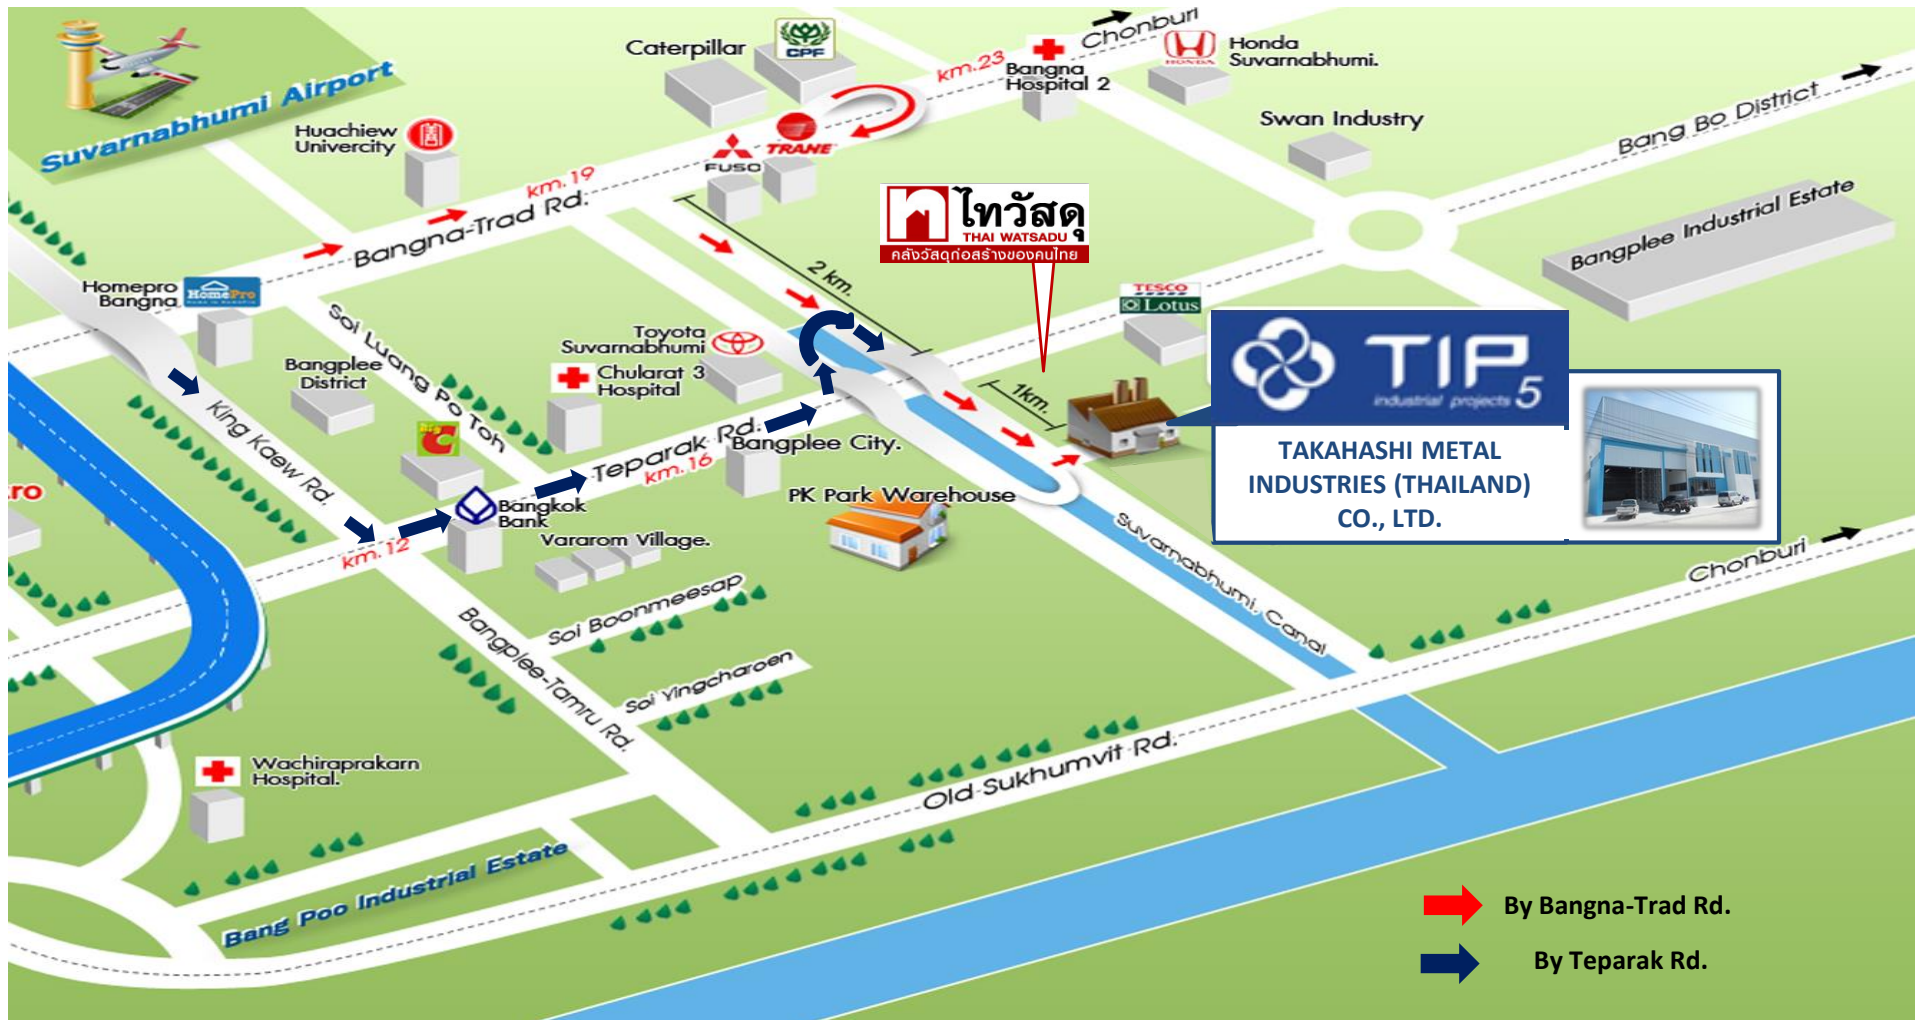 Suvarnabhumi Airport
Huachiew
Univercity
Caterpillar
CPF
km.23
Chonburi
Bangna
Hospital 2
HONDA
Honda
Suvarnabhumi.
Swan Industry
Bang Bo District
Bangplee Industrial Estate
FUSO
TRANE
km.19
Bangna-Trad Rd.
ไทวัสดุ
THAI WATSADU
คลังวัสดุก่อสร้างของคนไทย
2 km.
Homepro
Bangna
HomePro
Soi Luang Po Toh
Bangplee
District
Toyota
Suvarnabhumi
Chularat 3
Hospital
TESCO
Lotus
1km.
TIP 5
industrial projects
TAKAHASHI METAL
INDUSTRIES (THAILAND)
CO., LTD.
King Kaew Rd.
Big C
Teparak Rd.
km.16
Bangplee City.
ro
Bangkok
Bank
km.12
Vararom Village.
PK Park Warehouse
Suvarnabhumi, Canal
Chonburi
Soi Boonmeesap
Bangplee-Tamru Rd.
Soi Yingcharoen
Wachiraprakarn
Hospital.
Old Sukhumvit Rd.
Bang Poo Industrial Estate
By Bangna-Trad Rd.
By Teparak Rd.